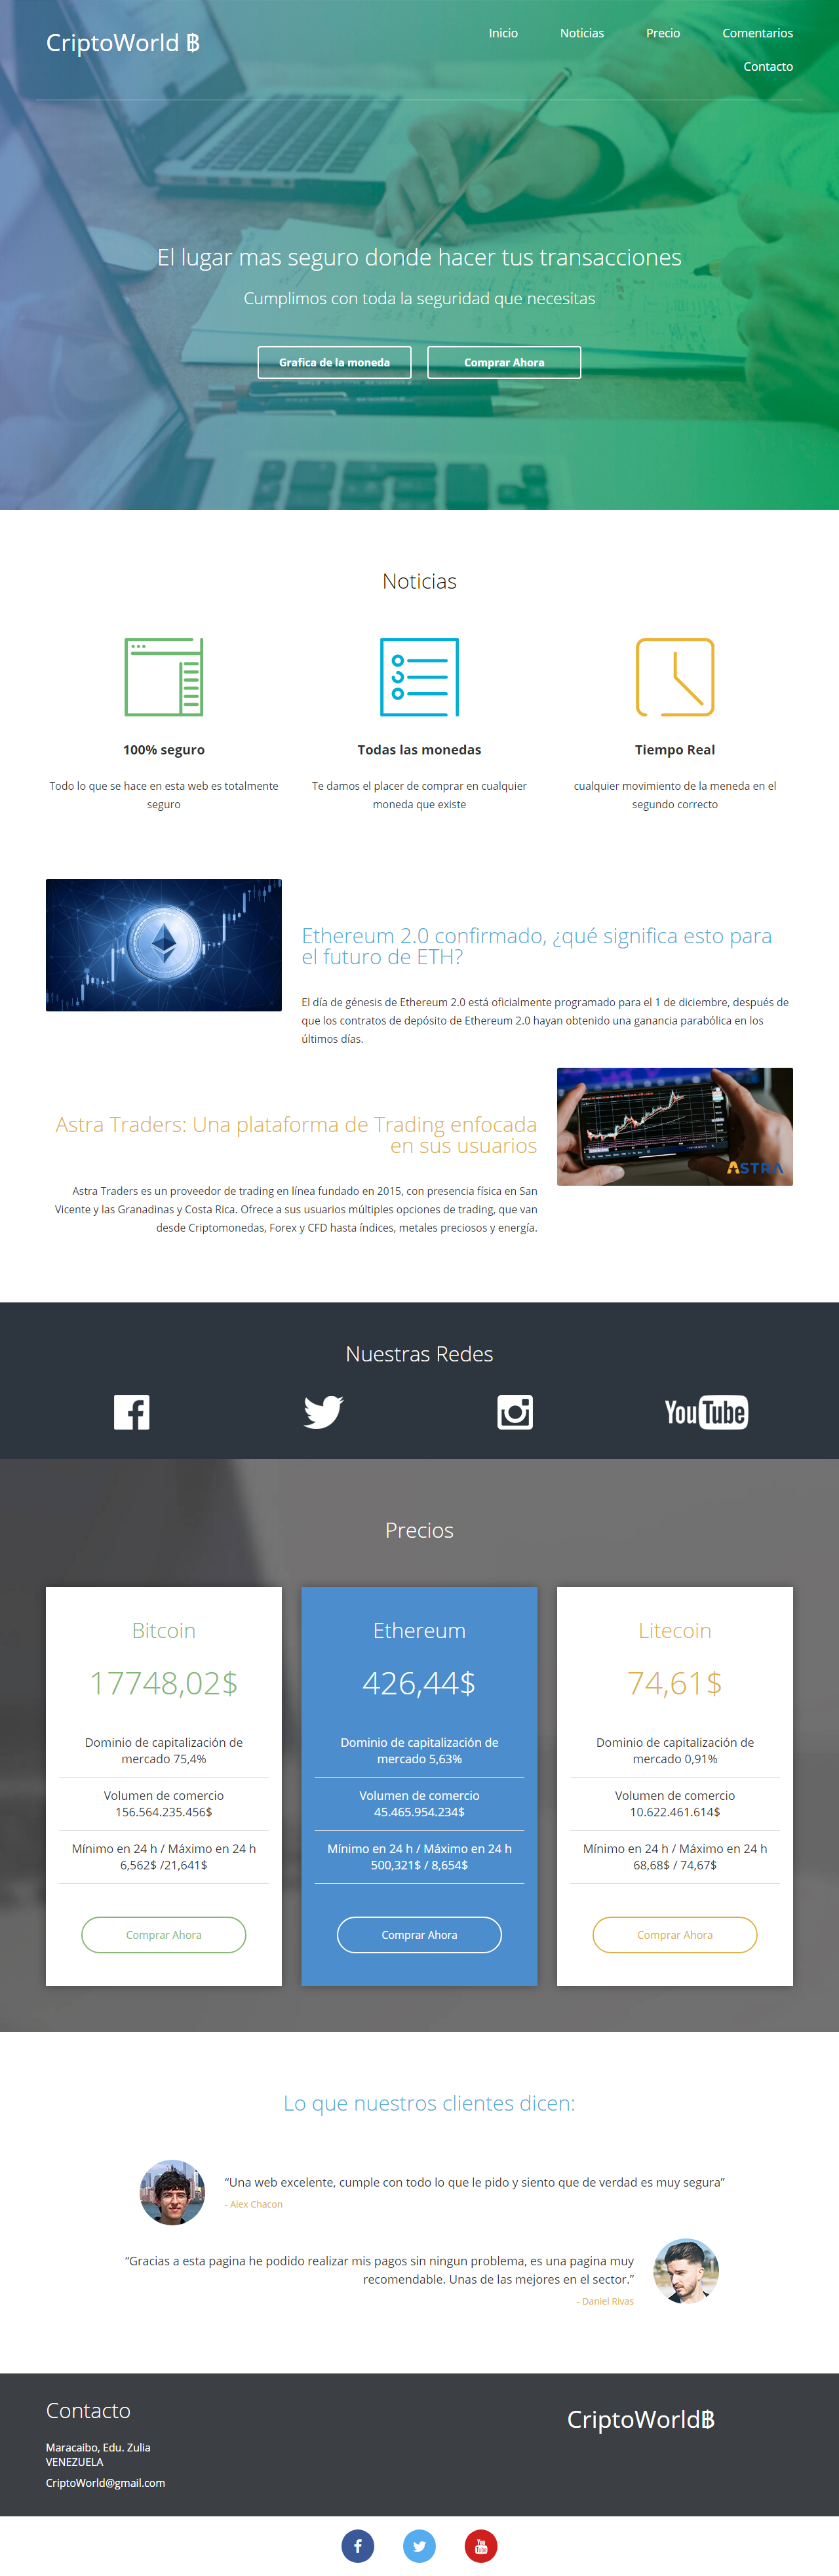 CriptoWorld ฿
Inicio Noticias Precio Comentarios
Contacto
El lugar mas seguro donde hacer tus transacciones
Cumplimos con toda la seguridad que necesitas
Grafica de la moneda
Comprar Ahora
Noticias
100% seguro
Todo lo que se hace en esta web es totalmente
seguro
Todas las monedas
Te damos el placer de comprar en cualquier
moneda que existe
Tiempo Real
cualquier movimiento de la meneda en el
segundo correcto
Ethereum 2.0 confirmado, ¿qué significa esto para
el futuro de ETH?
El día de génesis de Ethereum 2.0 está oficialmente programado para el 1 de diciembre, después de
que los contratos de depósito de Ethereum 2.0 hayan obtenido una ganancia parabólica en los
últimos días.
Astra Traders: Una plataforma de Trading enfocada
en sus usuarios
Astra Traders es un proveedor de trading en línea fundado en 2015, con presencia física en San
Vicente y las Granadinas y Costa Rica. Ofrece a sus usuarios múltiples opciones de trading, que van
desde Criptomonedas, Forex y CFD hasta índices, metales preciosos y energía.
ASTRA
Nuestras Redes
YouTube
Precios
Bitcoin
17748,02$
Dominio de capitalización de
mercado 75,4%
Volumen de comercio
156.564.235.456$
Mínimo en 24 h / Máximo en 24 h
6,562$ /21,641$
Comprar Ahora
Ethereum
426,44$
Dominio de capitalización de
mercado 5,63%
Volumen de comercio
45.465.954.234$
Mínimo en 24 h / Máximo en 24 h
500,321$ / 8,654$
Comprar Ahora
Litecoin
74,61$
Dominio de capitalización de
mercado 0,91%
Volumen de comercio
10.622.461.614$
Mínimo en 24 h / Máximo en 24 h
68,68$ / 74,67$
Comprar Ahora
Lo que nuestros clientes dicen:
“Una web excelente, cumple con todo lo que le pido y siento que de verdad es muy segura”
- Alex Chacon
“Gracias a esta pagina he podido realizar mis pagos sin ningun problema, es una pagina muy
recomendable. Unas de las mejores en el sector.”
- Daniel Rivas
Contacto
Maracaibo, Edu. Zulia
VENEZUELA
CriptoWorld@gmail.com
CriptoWorld฿
You Tube